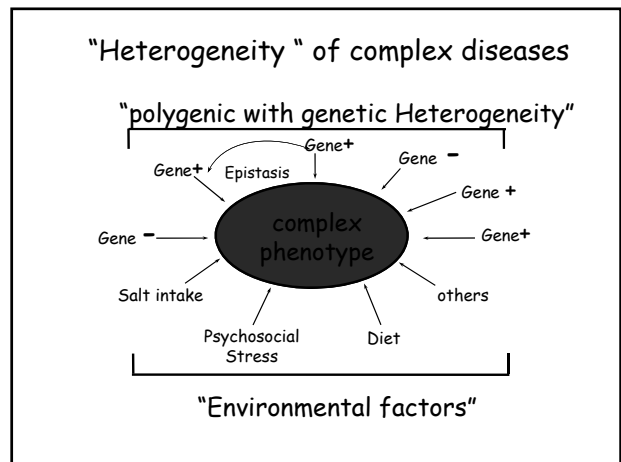 “Heterogeneity “ of complex diseases
“polygenic with genetic Heterogeneity”
Gene+
Gene -
Gene+
Epistasis
Gene +
complex
phenotype
Gene -
Gene+
Salt intake
others
Psychosocial
Stress
Diet
“Environmental factors”